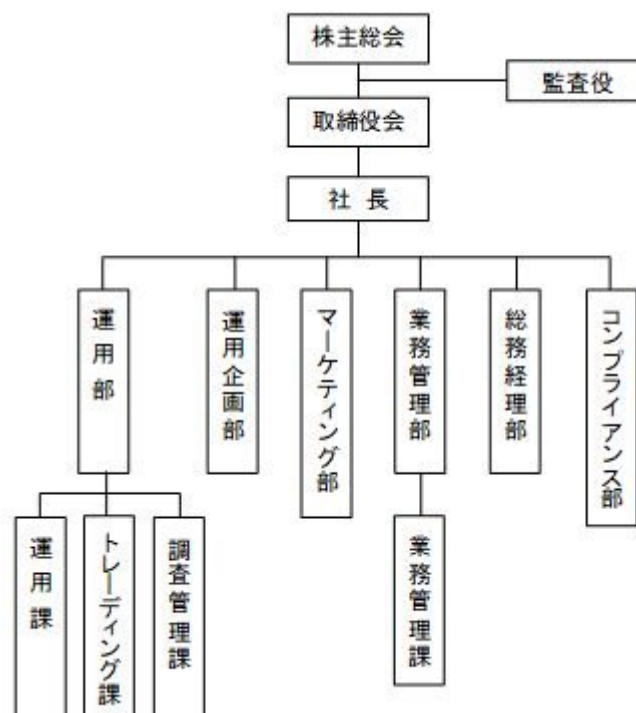 株主総会
監査役
取締役会
社 長
運用部
運用企画部
マーケティング部
業務管理部
総務経理部
コンプライアンス部
運用課
トレーディング課
調査管理課
業務管理課